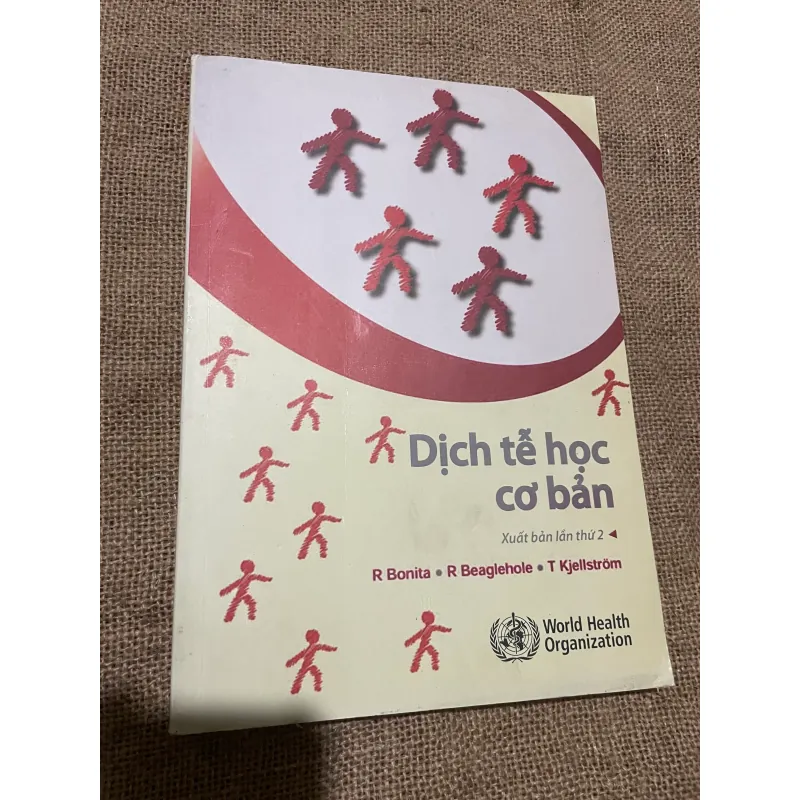 Dịch tễ học
cơ bản
Xuất bản lần thứ 2
R Bonita • R Beaglehole • T Kjellström
World Health
Organization